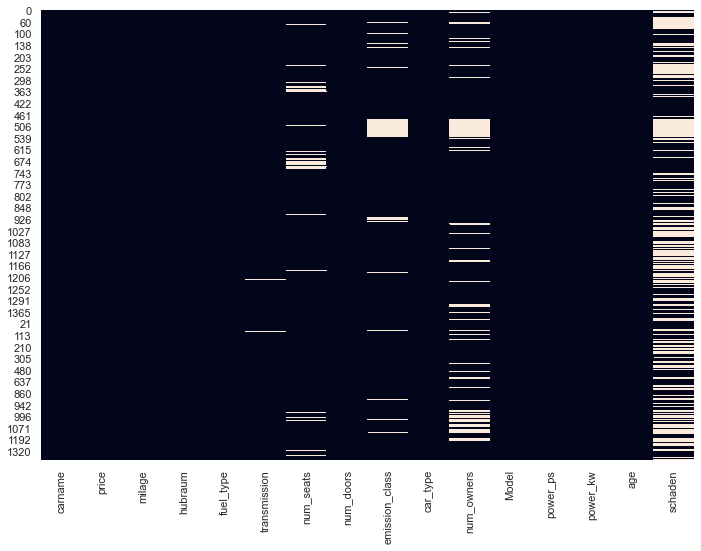 0
60
100
138
203
252
298
363
422
461
506
539
615
674
743
773
802
848
926
1027
1083
1127
1166
1206
1252
1291
1365
21
113
210
305
480
637
860
942
996
1071
1192
1320
carname
price
milage
hubraum
fuel_type
transmission
num_seats
num_doors
emission_class
car_type
num_owners
Model
power_ps
power_kw
age
schaden